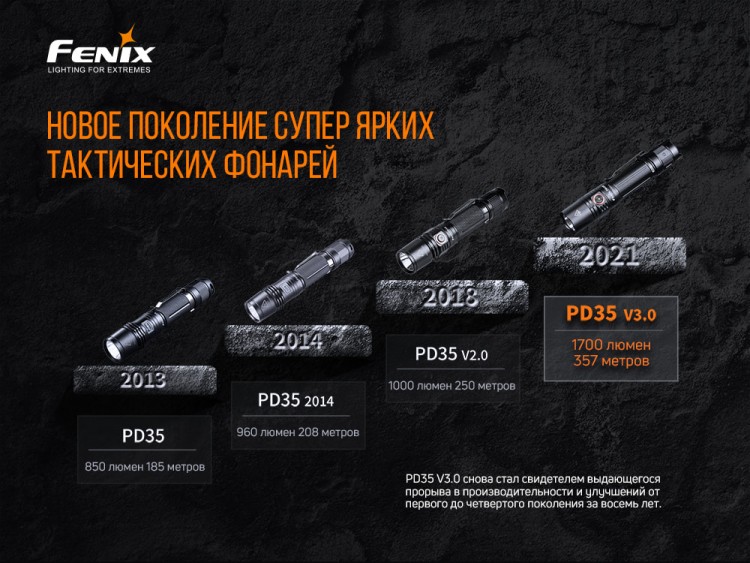 FENIX
LIGHTING FOR EXTREMES
НОВОЕ ПОКОЛЕНИЕ СУПЕР ЯРКИХ
ТАКТИЧЕСКИХ ФОНАРЕЙ
2013
PD35
850 люмен 185 метров
2014
PD35 2014
960 люмен 208 метров
2018
PD35 V2.0
1000 люмен 250 метров
2021
PD35 V3.0
1700 люмен
357 метров
PD35 V3.0 снова стал свидетелем выдающегося
прорыва в производительности и улучшений от
первого до четвертого поколения за восемь лет.